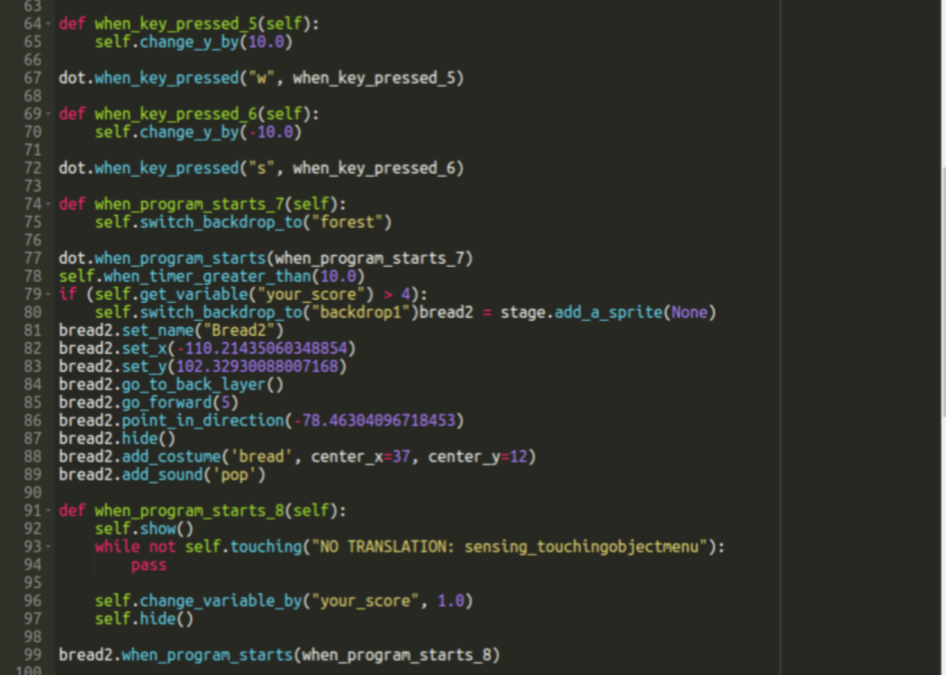 63
64 def when_key_pressed_5(self):
65     self.change_y_by(10.0)
66
67 dot.when_key_pressed("w", when_key_pressed_5)
68
69 def when_key_pressed_6(self):
70     self.change_y_by(-10.0)
71
72 dot.when_key_pressed("s", when_key_pressed_6)
73
74 def when_program_starts_7(self):
75     self.switch_backdrop_to("forest")
76
77 dot.when_program_starts(when_program_starts_7)
78 self.when_timer_greater_than(10.0)
79 if (self.get_variable("your_score") > 4):
80     self.switch_backdrop_to("backdrop1")bread2 = stage.add_a_sprite(None)
81 bread2.set_name("Bread2")
82 bread2.set_x(-110.21435060348854)
83 bread2.set_y(102.32930088007168)
84 bread2.go_to_back_layer()
85 bread2.go_forward(5)
86 bread2.point_in_direction(-78.46304096718453)
87 bread2.hide()
88 bread2.add_costume('bread', center_x=37, center_y=12)
89 bread2.add_sound('pop')
90
91 def when_program_starts_8(self):
92     self.show()
93     while not self.touching("NO TRANSLATION: sensing_touchingobjectmenu"):
94         pass
95
96     self.change_variable_by("your_score", 1.0)
97     self.hide()
98
99 bread2.when_program_starts(when_program_starts_8)
100